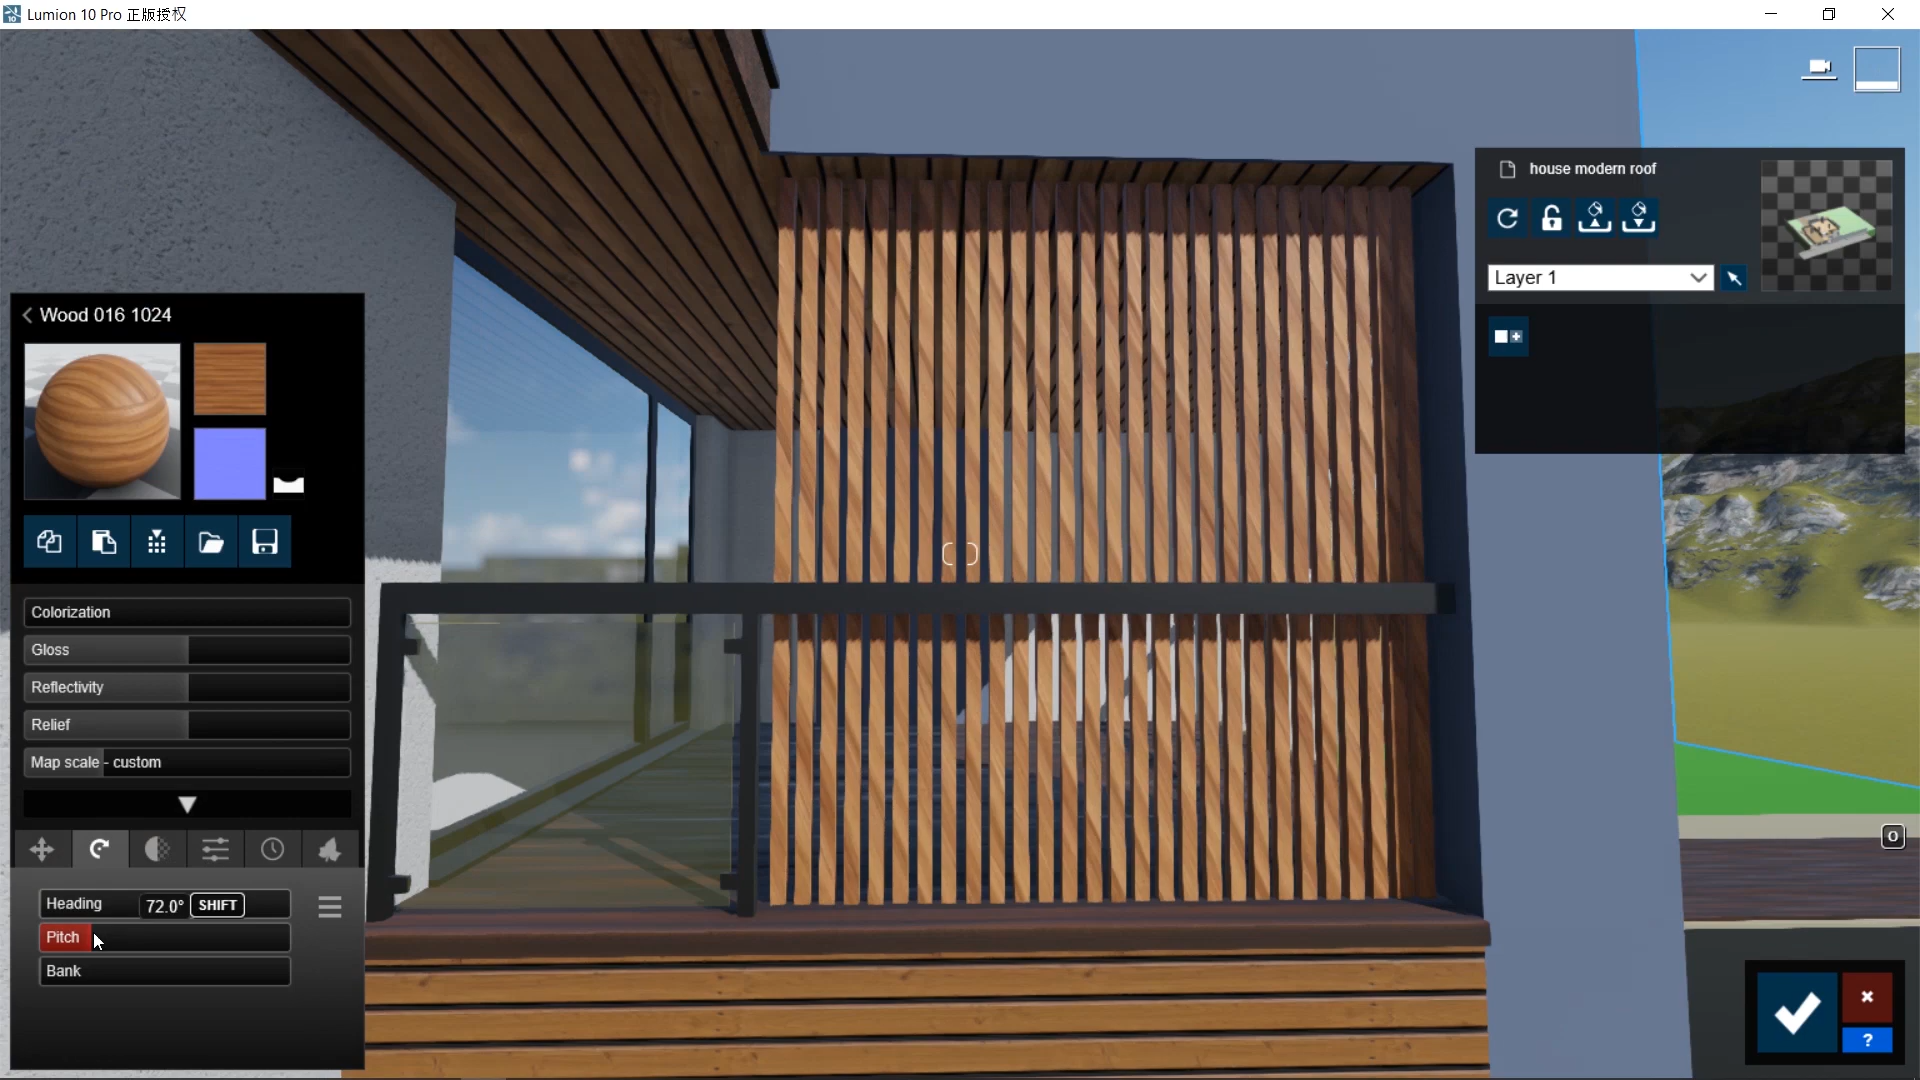 Lumion 10 Pro 正版授权
house modern roof
Layer 1
Wood 016 1024
Colorization
Gloss
Reflectivity
Relief
Map scale - custom
O
Heading 72.0° SHIFT
Pitch
Bank
?